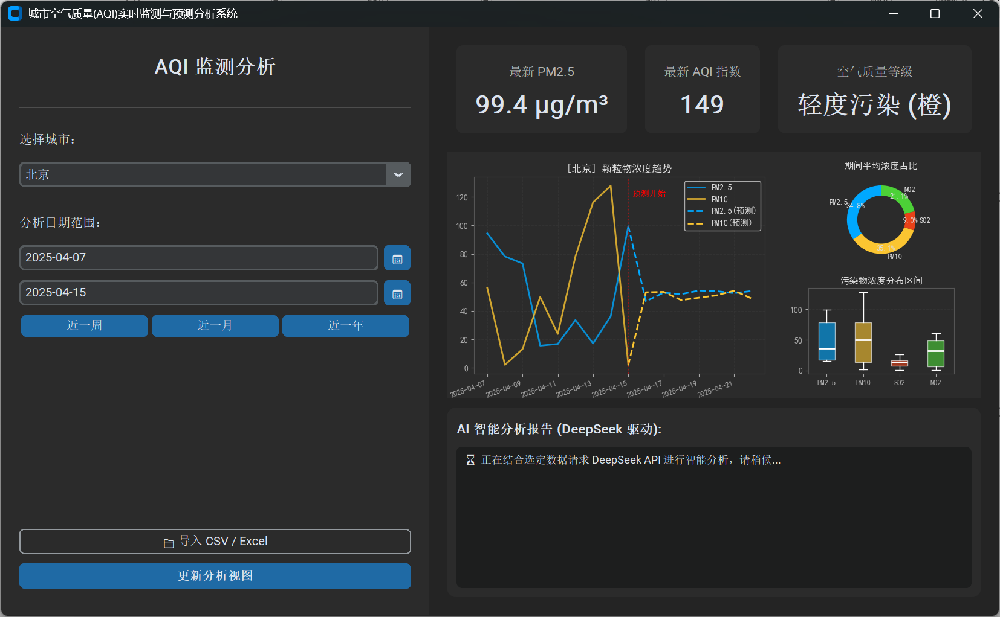 城市空气质量(AQI)实时监测与预测分析系统
AQI 监测分析
选择城市：
北京
分析日期范围：
2025-04-07
2025-04-15
近一周
近一月
近一年
导入 CSV / Excel
更新分析视图
最新 PM2.5
99.4 μg/m³
最新 AQI 指数
149
空气质量等级
轻度污染 (橙)
[北京] 颗粒物浓度趋势
120
100
80
60
40
20
0
预测开始
PM2.5
PM10
PM2.5(预测)
PM10(预测)
2025-04-07
2025-04-09
2025-04-11
2025-04-13
2025-04-15
2025-04-17
2025-04-19
2025-04-21
期间平均浓度占比
NO2
21.1%
PM2.5
34.8%
9.0%
SO2
35.1%
PM10
污染物浓度分布区间
100
50
0
PM2.5
PM10
SO2
NO2
AI 智能分析报告 (DeepSeek 驱动):
正在结合选定数据请求 DeepSeek API 进行智能分析，请稍候...